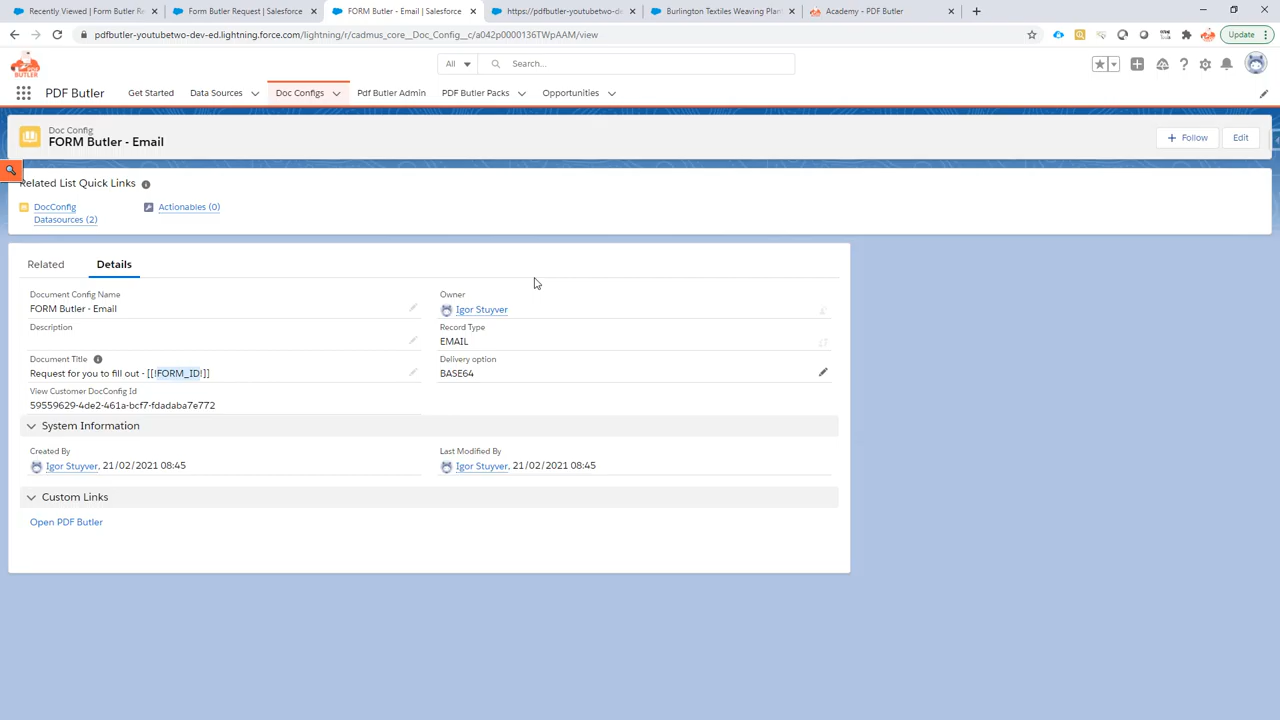 Recently Viewed | Form Butler Re
Form Butler Request | Salesforce
FORM Butler - Email | Salesforce
https://pdfbutler-youtubetwo-de
Burlington Textiles Weaving Plan
Academy - PDF Butler
pdfbutler-youtubetwo-dev-ed.lightning.force.com/lightning/r/cadmus_core__Doc_Config__c/a042p0000136TWpAAM/view
Update
BUTLER
All
Search...
PDF Butler
Get Started
Data Sources
Doc Configs
Pdf Butler Admin
PDF Butler Packs
Opportunities
Doc Config
FORM Butler - Email
Follow
Edit
Related List Quick Links
DocConfig
Datasources (2)
Actionables (0)
Related
Details
Document Config Name
FORM Butler - Email
Owner
Igor Stuyver
Description
Record Type
EMAIL
Document Title
Request for you to fill out - [[!FORM_ID!]]
Delivery option
BASE64
View Customer DocConfig Id
59559629-4de2-461a-bcf7-fdadaba7e772
System Information
Created By
Igor Stuyver, 21/02/2021 08:45
Last Modified By
Igor Stuyver, 21/02/2021 08:45
Custom Links
Open PDF Butler